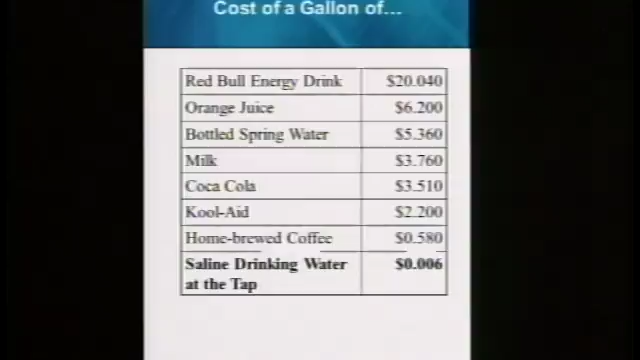 Cost of a Gallon of...
Red Bull Energy Drink $20.040
Orange Juice $6.200
Bottled Spring Water $5.360
Milk $3.760
Coca Cola $3.510
Kool-Aid $2.200
Home-brewed Coffee $0.580
Saline Drinking Water $0.006
at the Tap